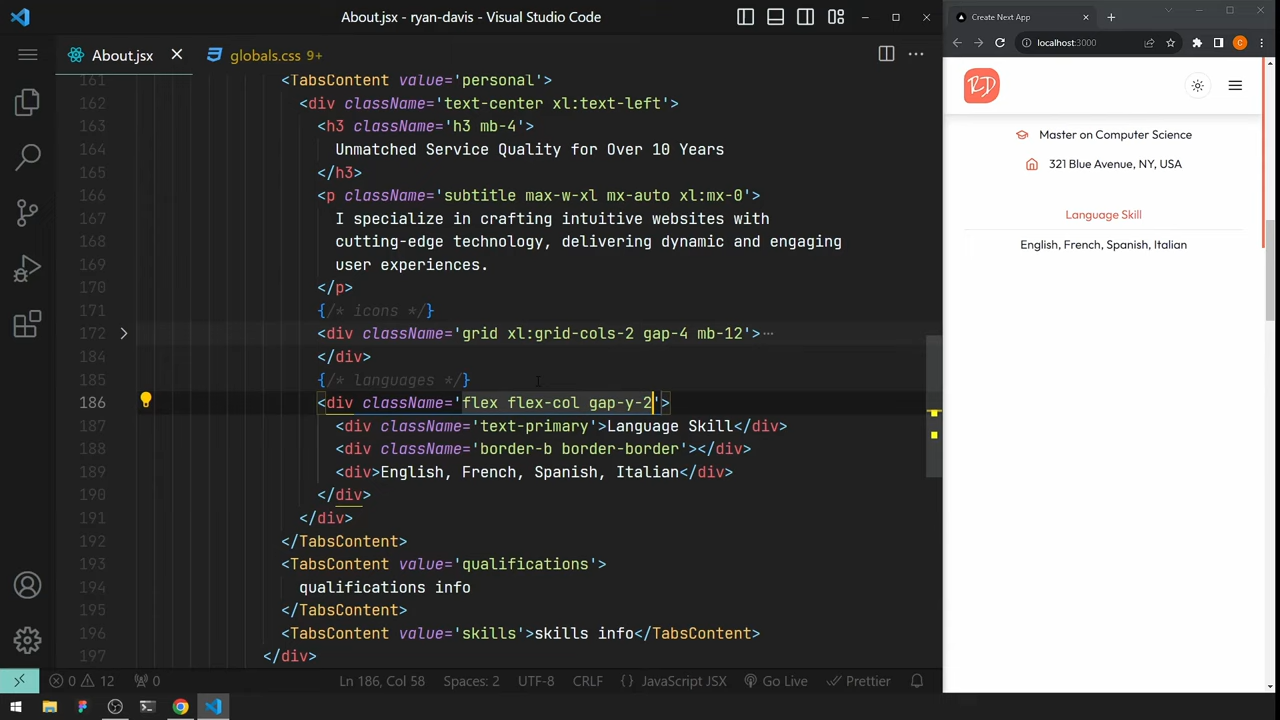 About.jsx - ryan-davis - Visual Studio Code
About.jsx
globals.css 9+
161 <TabsContent value='personal'>
162 <div className='text-center xl:text-left'>
163 <h3 className='h3 mb-4'>
164 Unmatched Service Quality for Over 10 Years
165 </h3>
166 <p className='subtitle max-w-xl mx-auto xl:mx-0'>
167 I specialize in crafting intuitive websites with
168 cutting-edge technology, delivering dynamic and engaging
169 user experiences.
170 </p>
171 {/* icons */}
172 <div className='grid xl:grid-cols-2 gap-4 mb-12'>…
184 </div>
185 {/* languages */}
186 <div className='flex flex-col gap-y-2'>
187 <div className='text-primary'>Language Skill</div>
188 <div className='border-b border-border'></div>
189 <div>English, French, Spanish, Italian</div>
190 </div>
191 </div>
192 </TabsContent>
193 <TabsContent value='qualifications'>
194 qualifications info
195 </TabsContent>
196 <TabsContent value='skills'>skills info</TabsContent>
197 </div>
0 12 0 Ln 186, Col 58 Spaces: 2 UTF-8 CRLF {} JavaScript JSX Go Live Prettier
Create Next App
localhost:3000
C
RD
Master on Computer Science
321 Blue Avenue, NY, USA
Language Skill
English, French, Spanish, Italian